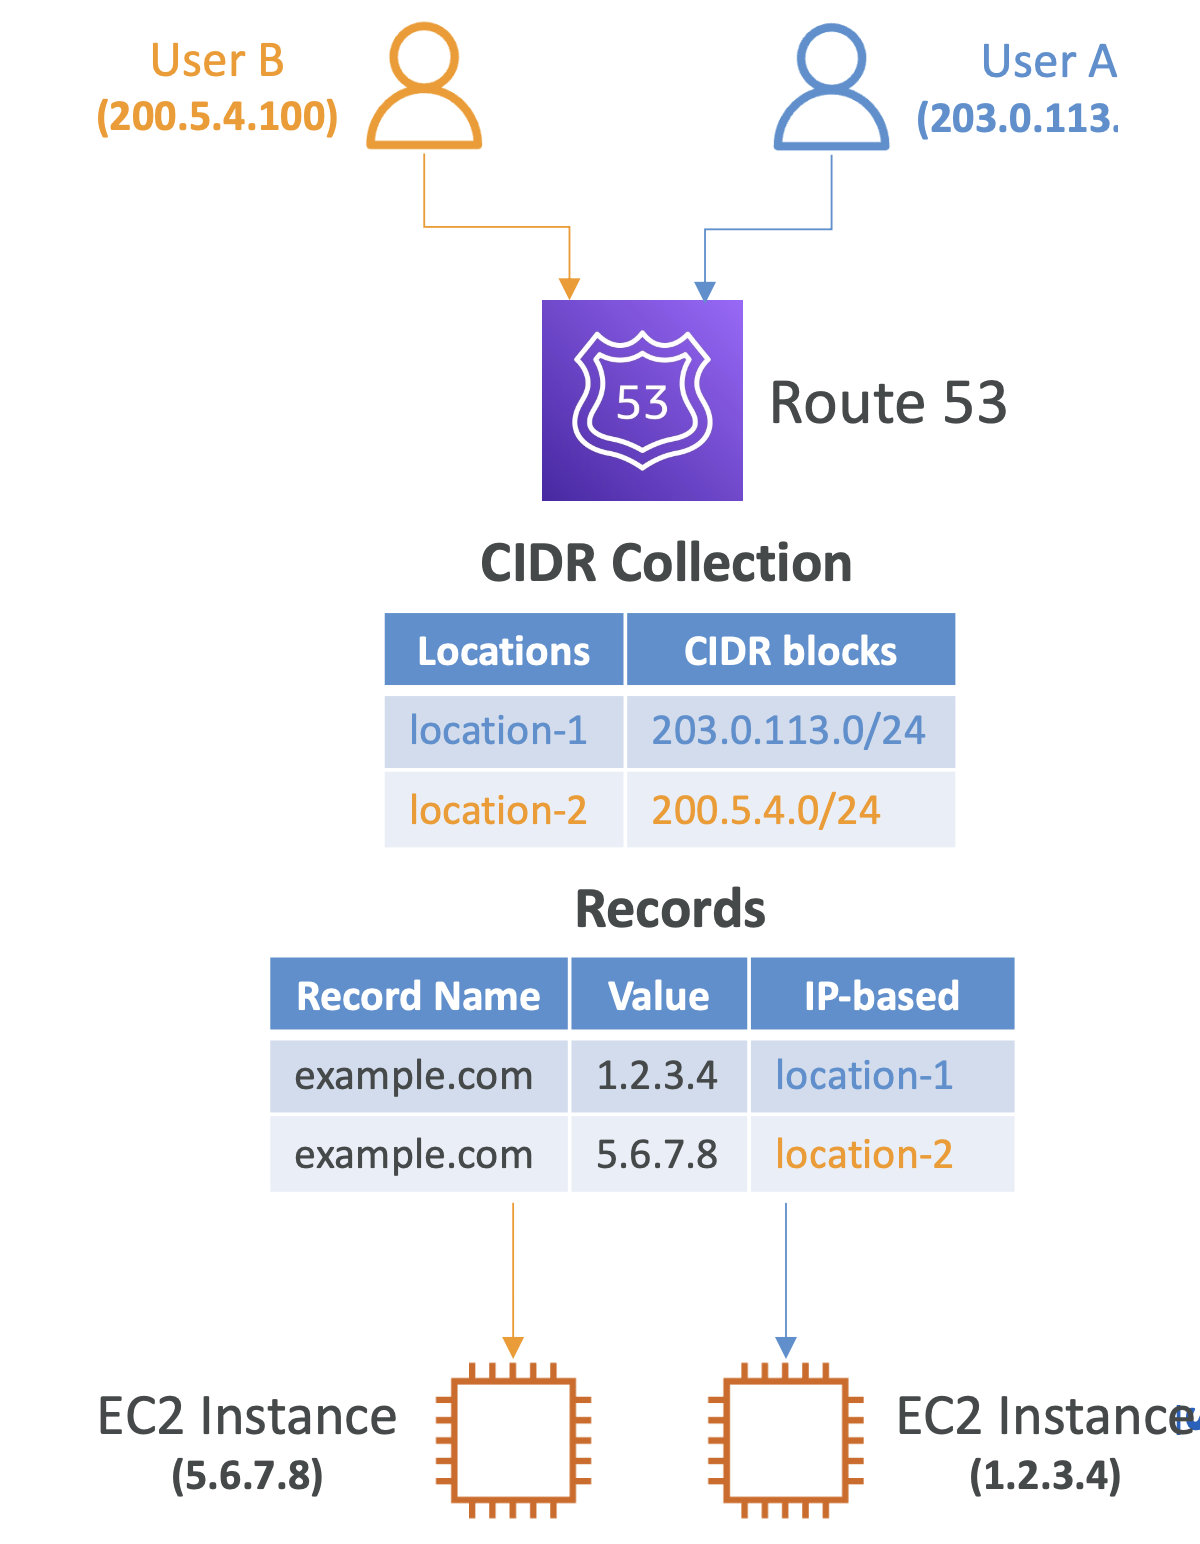 User B
(200.5.4.100)
User A
(203.0.113.
53
Route 53
CIDR Collection
Locations CIDR blocks
location-1 203.0.113.0/24
location-2 200.5.4.0/24
Records
Record Name Value IP-based
example.com 1.2.3.4 location-1
example.com 5.6.7.8 location-2
EC2 Instance
(5.6.7.8)
EC2 Instance
(1.2.3.4)